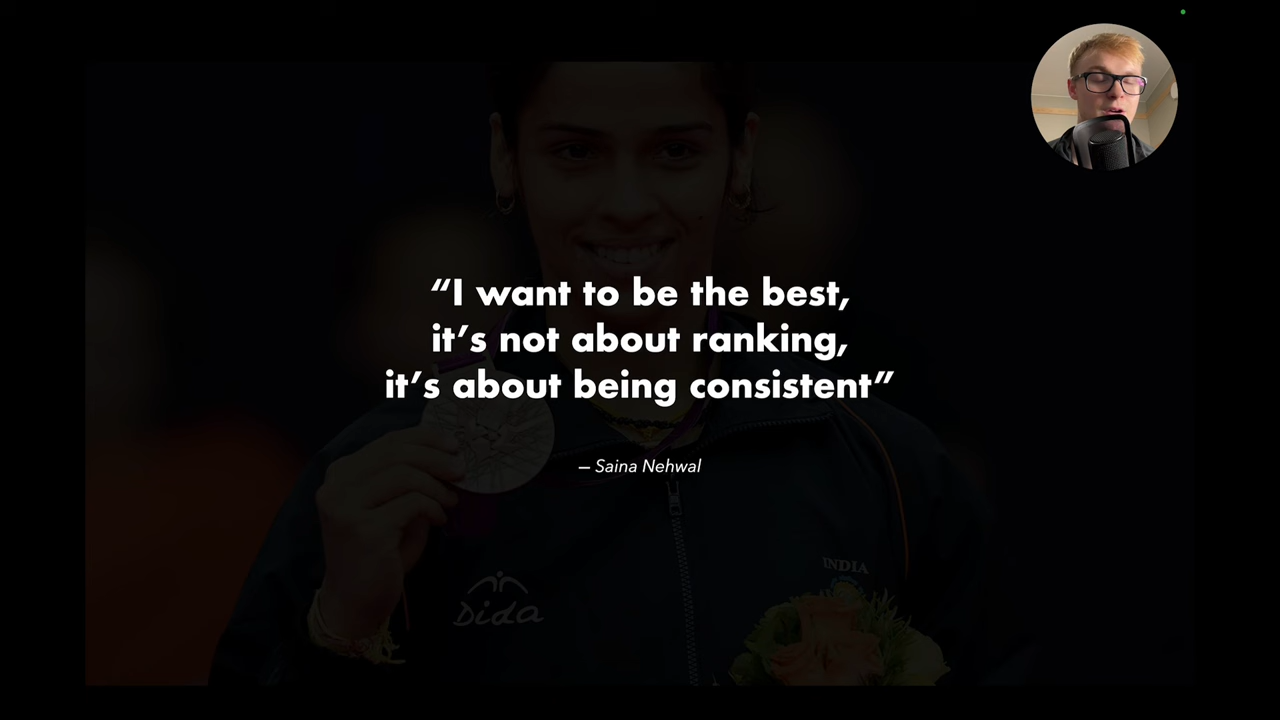 “I want to be the best,
it’s not about ranking,
it’s about being consistent”
– Saina Nehwal
INDIA
Dida